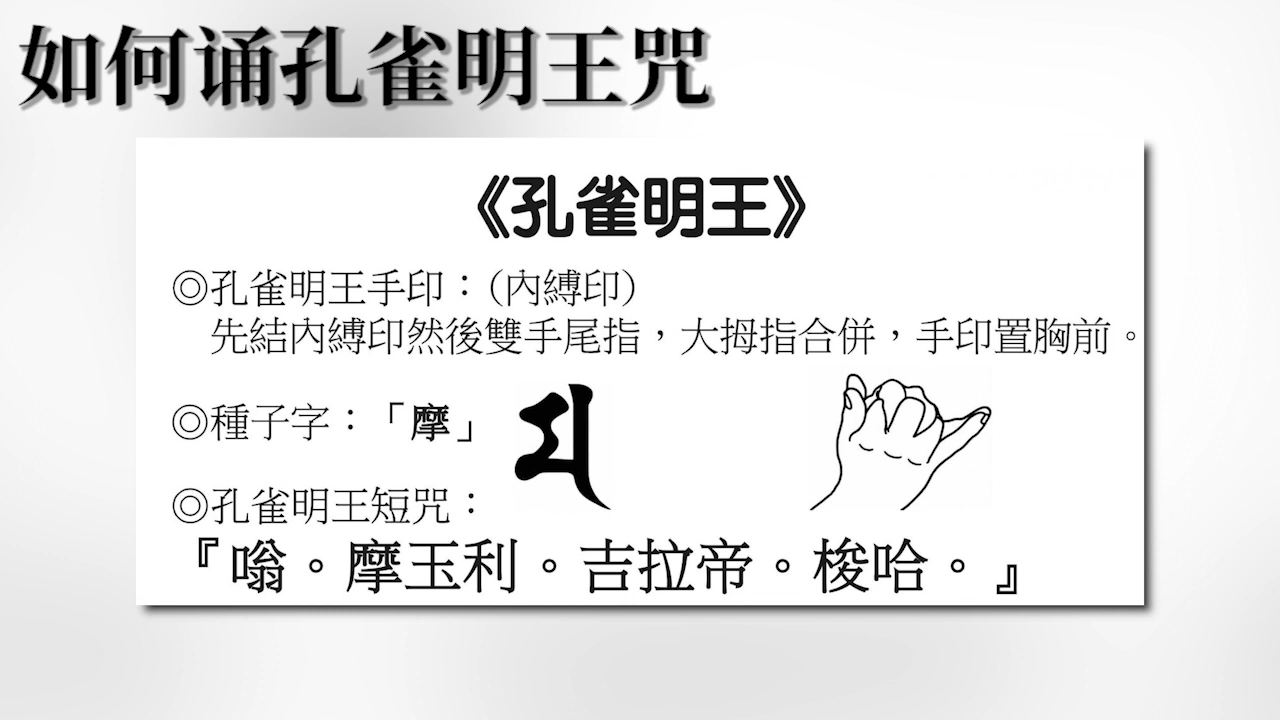 如何诵孔雀明王咒
《孔雀明王》
◎孔雀明王手印：(內縛印)
先結內縛印然後雙手尾指，大拇指合併，手印置胸前。
◎種子字：「摩」
◎孔雀明王短咒：
『嗡。摩玉利。吉拉帝。梭哈。』